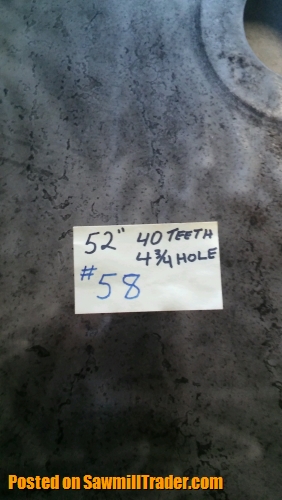 52" 40 TEETH
4 3/4 HOLE
#58
Posted on SawmillTrader.com